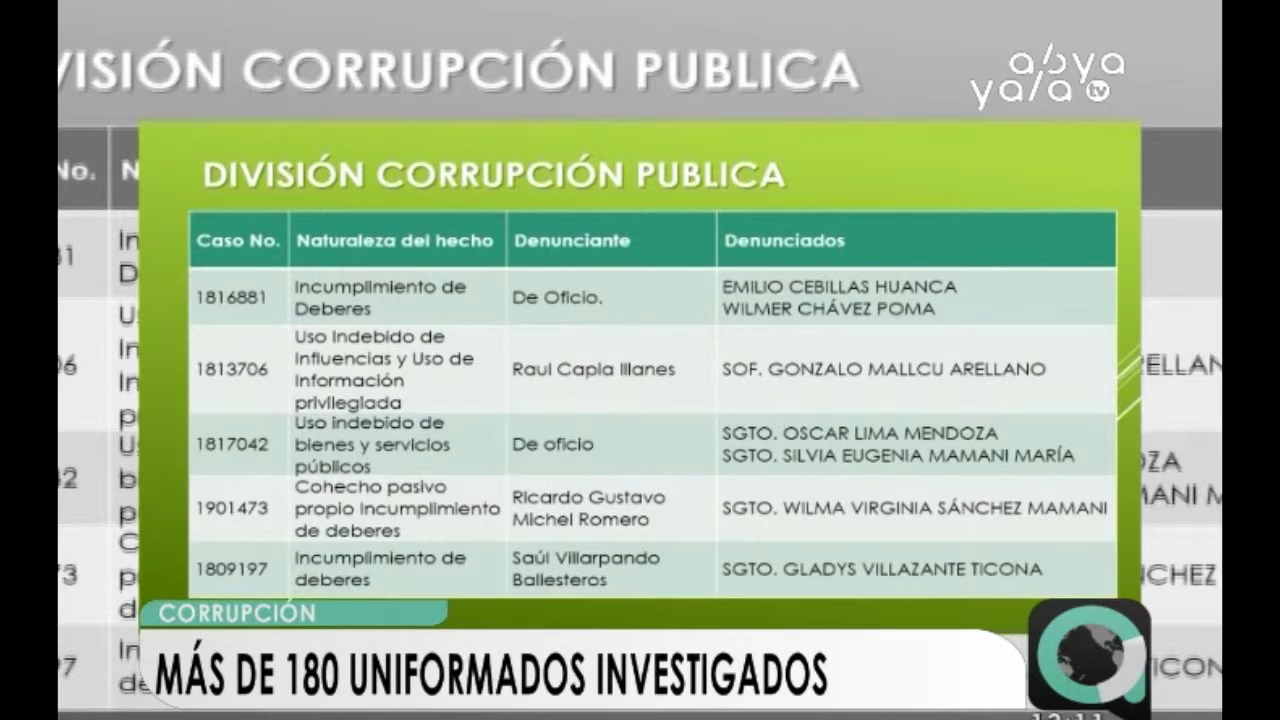 VISIÓN CORRUPCIÓN PUBLICA
abya
yala tv
No.
DIVISIÓN CORRUPCIÓN PUBLICA
Caso No. Naturaleza del hecho Denunciante Denunciados
1816881 Incumplimiento de Deberes De Oficio. EMILIO CEBILLAS HUANCA
WILMER CHÁVEZ POMA
1813706 Uso Indebido de
Influencias y Uso de
Información
privilegiada Raul Capia Illanes SOF. GONZALO MALLCU ARELLANO
1817042 Uso indebido de
bienes y servicios
públicos De oficio SGTO. OSCAR LIMA MENDOZA
SGTO. SILVIA EUGENIA MAMANI MARÍA
1901473 Cohecho pasivo
propio Incumplimiento
de deberes Ricardo Gustavo
Michel Romero SGTO. WILMA VIRGINIA SÁNCHEZ MAMANI
1809197 Incumplimiento de
deberes Saúl Villarpando
Ballesteros SGTO. GLADYS VILLAZANTE TICONA
CORRUPCIÓN
MÁS DE 180 UNIFORMADOS INVESTIGADOS